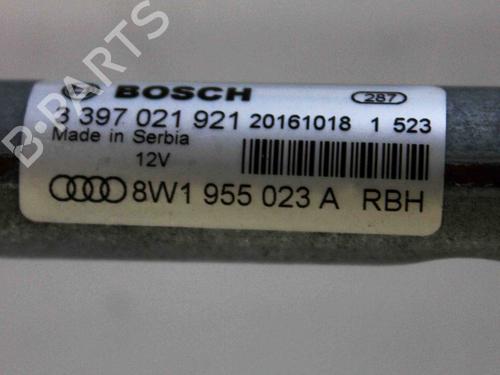 B-PARTS
BOSCH 287
3 397 021 921 20161018 1 523
Made in Serbia
12V
8W1 955 023 A RBH